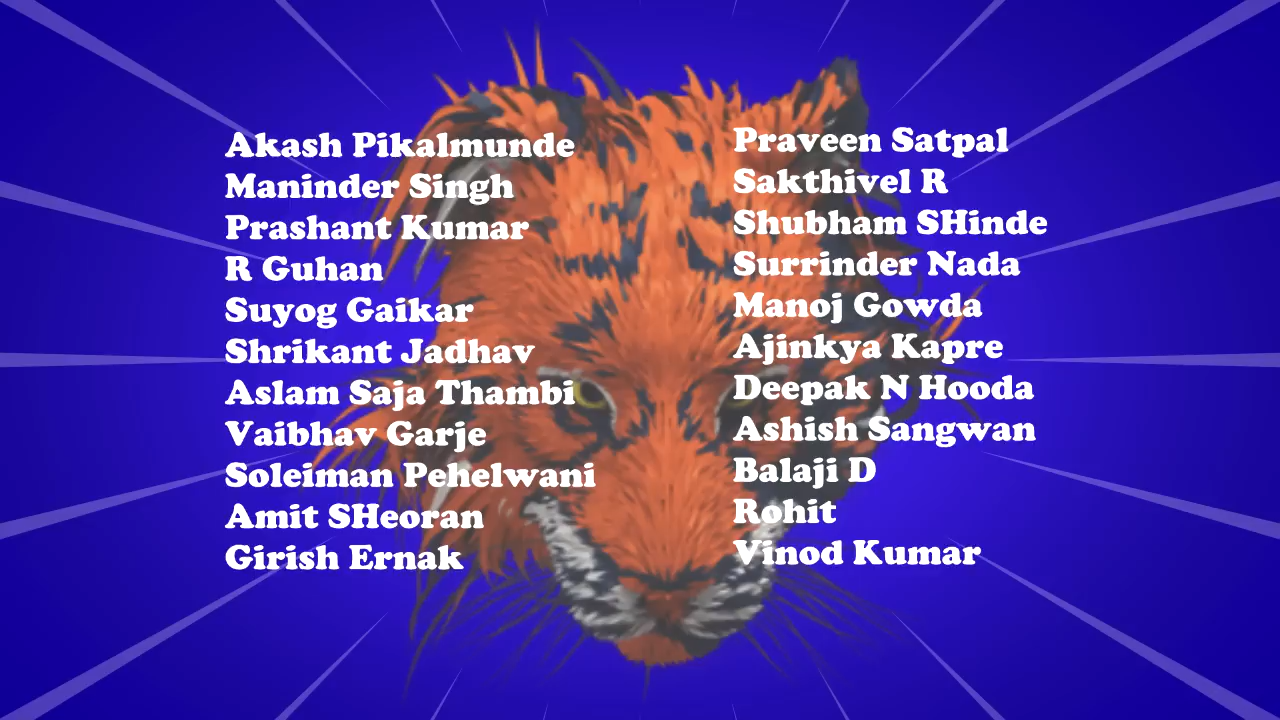 Akash Pikalmunde
Maninder Singh
Prashant Kumar
R Guhan
Suyog Gaikar
Shrikant Jadhav
Aslam Saja Thambi
Vaibhav Garje
Soleiman Pehelwani
Amit SHeoran
Girish Ernak
Praveen Satpal
Sakthivel R
Shubham SHinde
Surrinder Nada
Manoj Gowda
Ajinkya Kapre
Deepak N Hooda
Ashish Sangwan
Balaji D
Rohit
Vinod Kumar